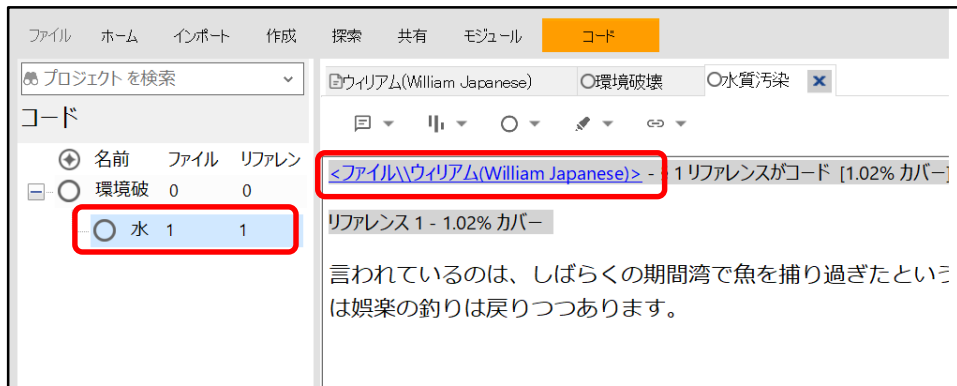 ファイル ホーム インポート 作成 探索 共有 モジュール コード
プロジェクト を検索
ウィリアム(William Japanese) 環境破壊 水質汚染
コード
名前 ファイル リファレン
環境破 0 0
水 1 1
<ファイル\\ウィリアム(William Japanese)> - 1 リファレンスがコード [1.02% カバー]
リファレンス 1 - 1.02% カバー
言われているのは、しばらくの期間湾で魚を捕り過ぎたという
は娯楽の釣りは戻りつつあります。